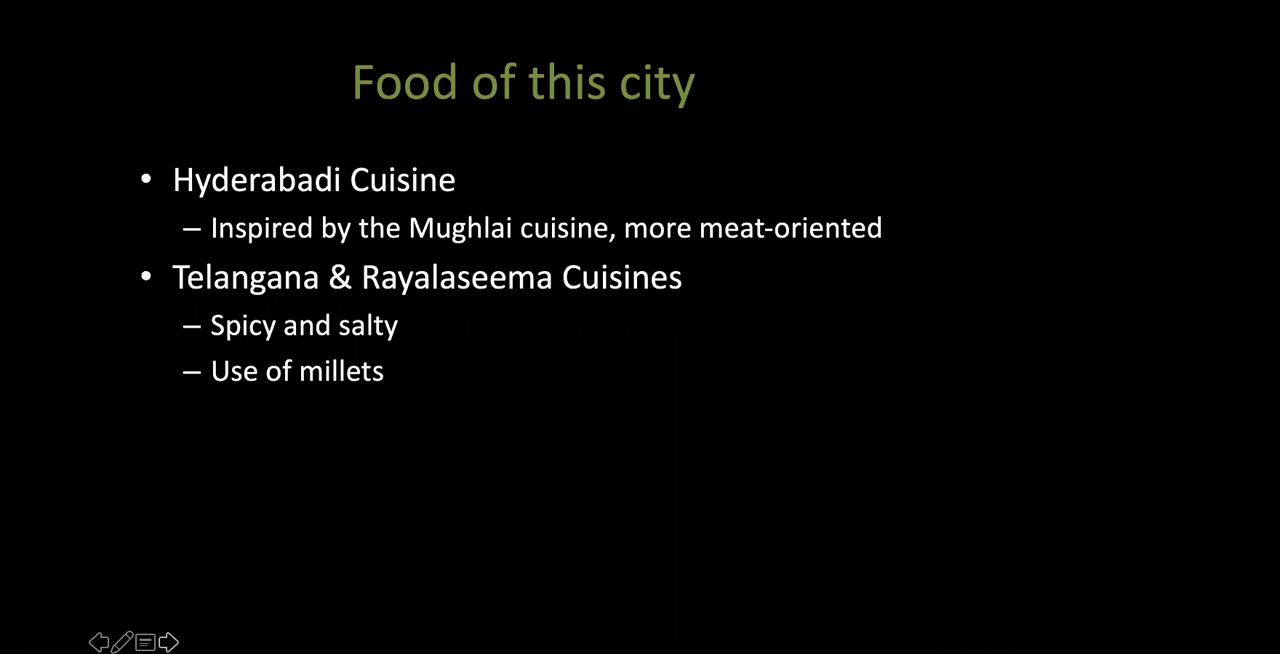 Food of this city
• Hyderabadi Cuisine
– Inspired by the Mughlai cuisine, more meat-oriented
• Telangana & Rayalaseema Cuisines
– Spicy and salty
– Use of millets